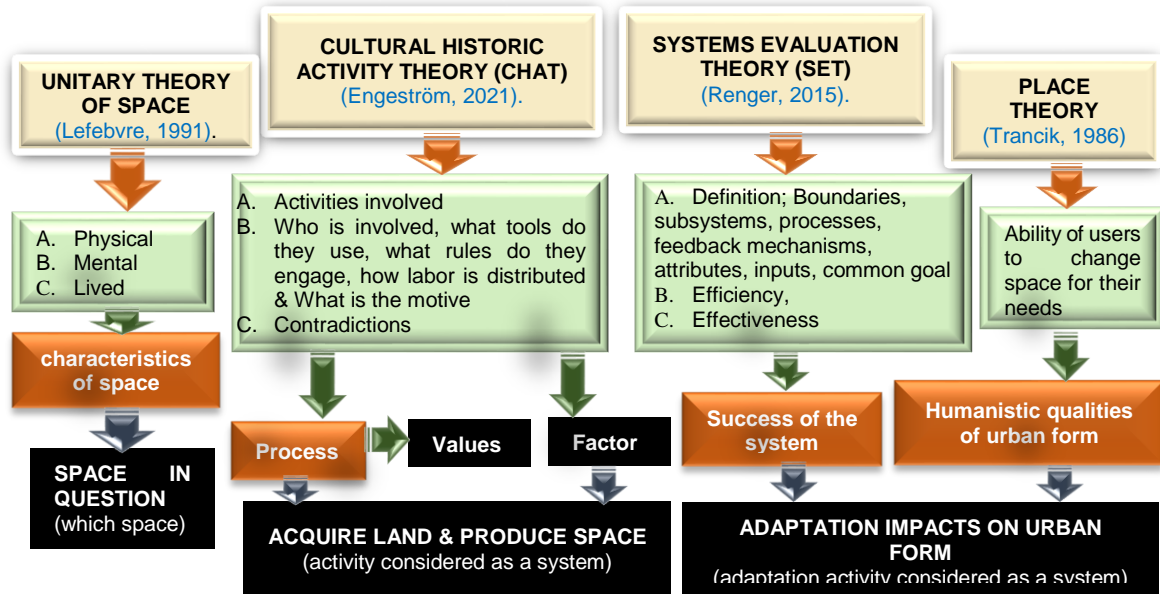 UNITARY THEORY
OF SPACE
(Lefebvre, 1991).
CULTURAL HISTORIC
ACTIVITY THEORY (CHAT)
(Engeström, 2021).
SYSTEMS EVALUATION
THEORY (SET)
(Renger, 2015).
PLACE
THEORY
(Trancik, 1986)
A. Physical
B. Mental
C. Lived
A. Activities involved
B. Who is involved, what tools do
they use, what rules do they
engage, how labor is distributed
& What is the motive
C. Contradictions
A. Definition; Boundaries,
subsystems, processes,
feedback mechanisms,
attributes, inputs, common goal
B. Efficiency,
C. Effectiveness
Ability of users
to change
space for their
needs
characteristics
of space
Process
Values
Factor
Success of the
system
Humanistic qualities
of urban form
SPACE IN
QUESTION
(which space)
ACQUIRE LAND & PRODUCE SPACE
(activity considered as a system)
ADAPTATION IMPACTS ON URBAN
FORM
(adaptation activity considered as a system)